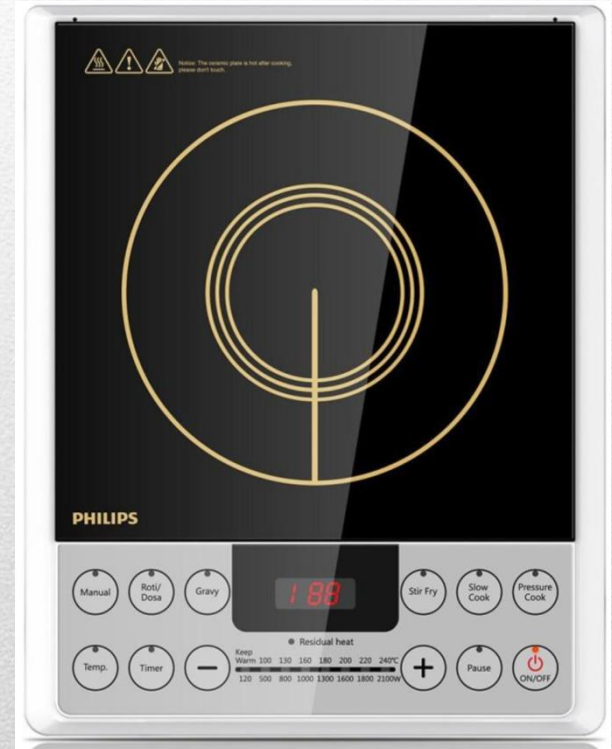 Notice: The ceramic plate is hot after cooking,
please don't touch.
PHILIPS
Manual
Roti/
Dosa
Gravy
188
Stir Fry
Slow
Cook
Pressure
Cook
Residual heat
Temp.
Timer
−
Keep
Warm 100 130 160 180 200 220 240℃
120 500 800 1000 1300 1600 1800 2100W
+
Pause
ON/OFF